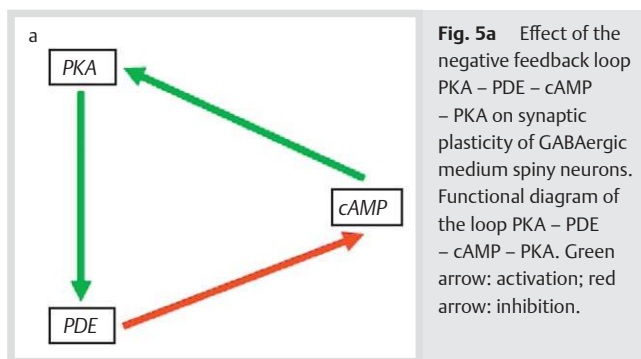 a
PKA
cAMP
PDE
Fig. 5a Effect of the
negative feedback loop
PKA – PDE – cAMP
– PKA on synaptic
plasticity of GABAergic
medium spiny neurons.
Functional diagram of
the loop PKA – PDE
– cAMP – PKA. Green
arrow: activation; red
arrow: inhibition.